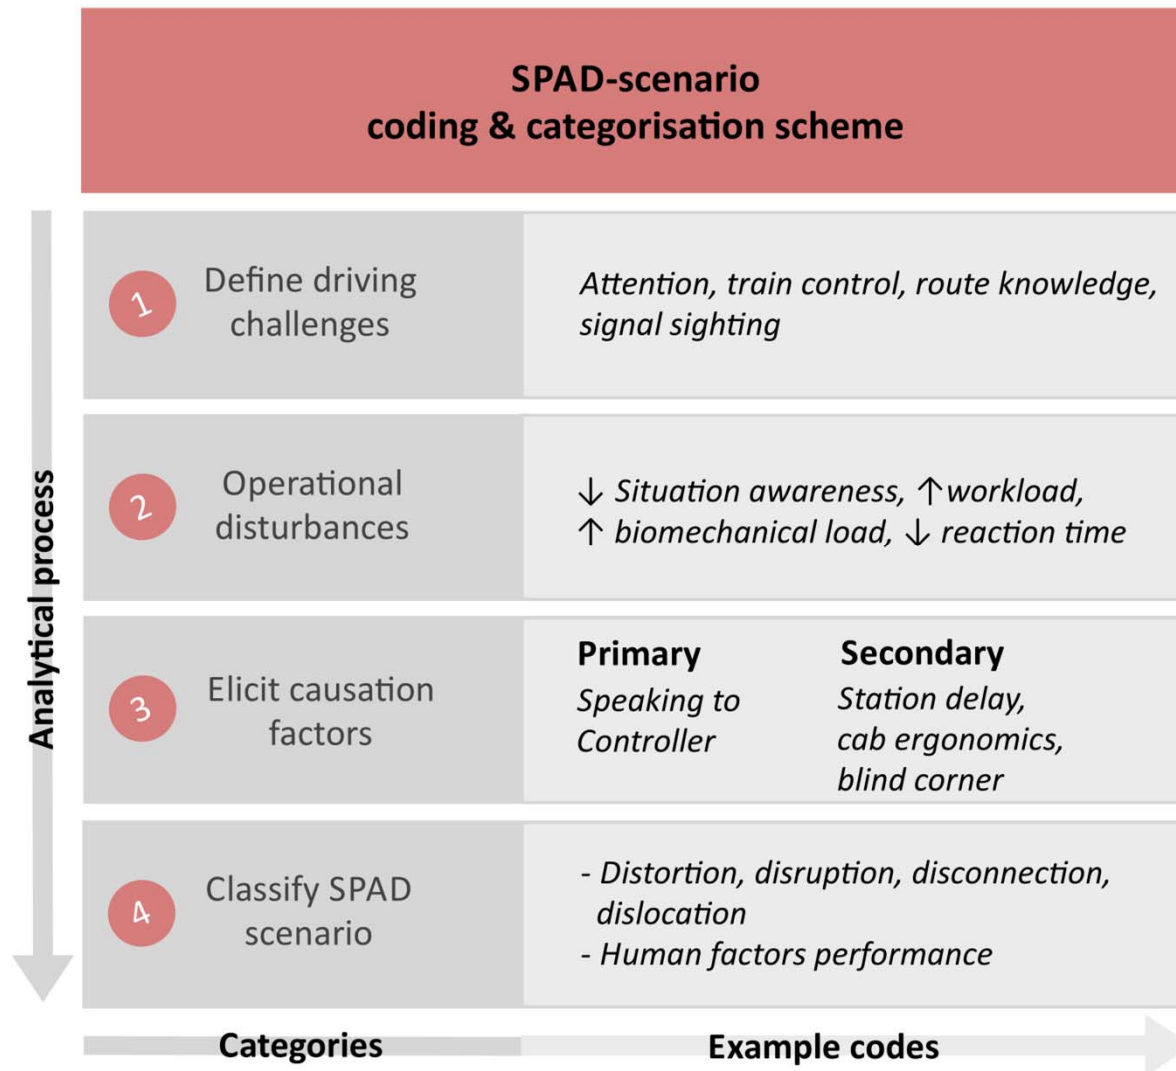 SPAD-scenario
coding & categorisation scheme
Analytical process
1
Define driving
challenges
Attention, train control, route knowledge,
signal sighting
2
Operational
disturbances
↓ Situation awareness, ↑workload,
↑ biomechanical load, ↓ reaction time
3
Elicit causation
factors
Primary
Speaking to
Controller
Secondary
Station delay,
cab ergonomics,
blind corner
4
Classify SPAD
scenario
- Distortion, disruption, disconnection,
dislocation
- Human factors performance
Categories
Example codes